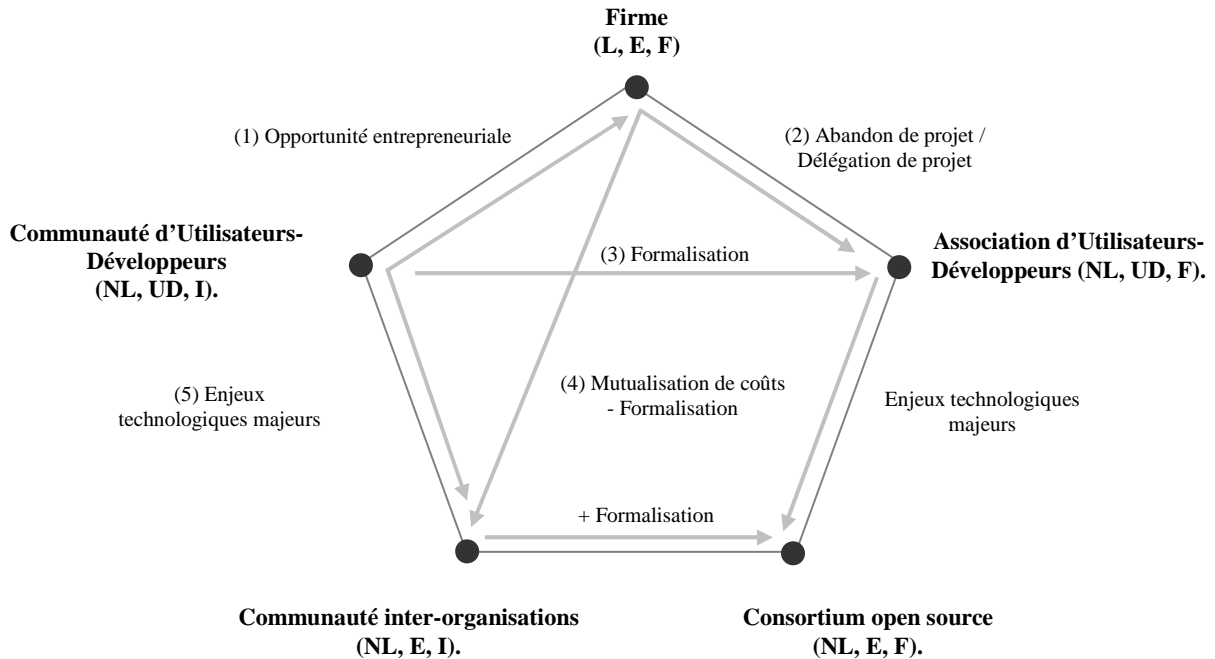 Firme
(L, E, F)
(1) Opportunité entrepreneuriale
(2) Abandon de projet /
Délégation de projet
Communauté d’Utilisateurs-
Développeurs
(NL, UD, I).
(3) Formalisation
Association d’Utilisateurs-
Développeurs (NL, UD, F).
(5) Enjeux
technologiques majeurs
(4) Mutualisation de coûts
- Formalisation
Enjeux technologiques
majeurs
+ Formalisation
Communauté inter-organisations
(NL, E, I).
Consortium open source
(NL, E, F).